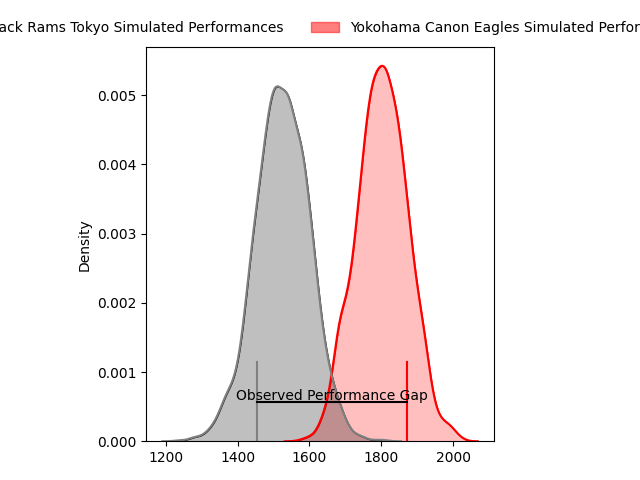 ack Rams Tokyo Simulated Performances
Yokohama Canon Eagles Simulated Perfor
0.005
0.004
0.003
0.002
0.001
0.000
Density
Observed Performance Gap
1200 1400 1600 1800 2000